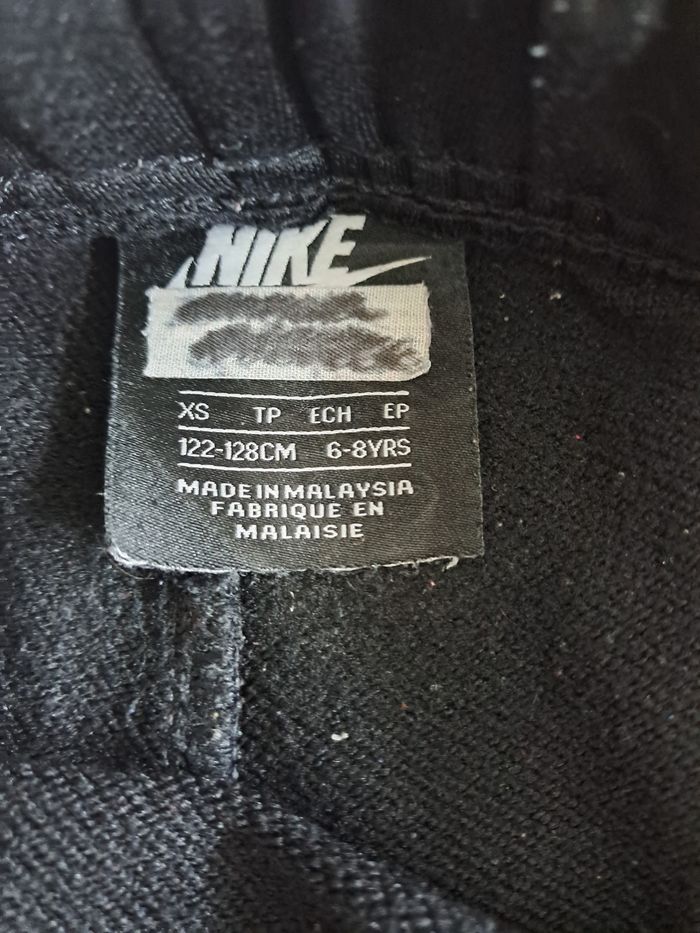 NIKE
XS TP ECH EP
122-128CM 6-8YRS
MADE IN MALAYSIA
FABRIQUE EN
MALAISIE